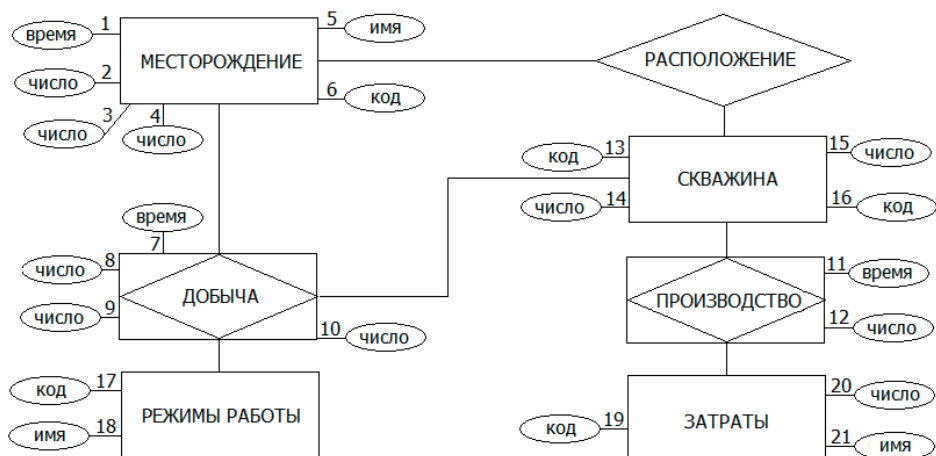 время 1
5 имя
МЕСТОРОЖДЕНИЕ
РАСПОЛОЖЕНИЕ
число 2
6 код
число 3
4 число
код 13
15 число
СКВАЖИНА
число 14
16 код
время
7
число 8
11 время
ДОБЫЧА
ПРОИЗВОДСТВО
число 9
10 число
12 число
код 17
20 число
РЕЖИМЫ РАБОТЫ
ЗАТРАТЫ
имя 18
код 19
21 имя